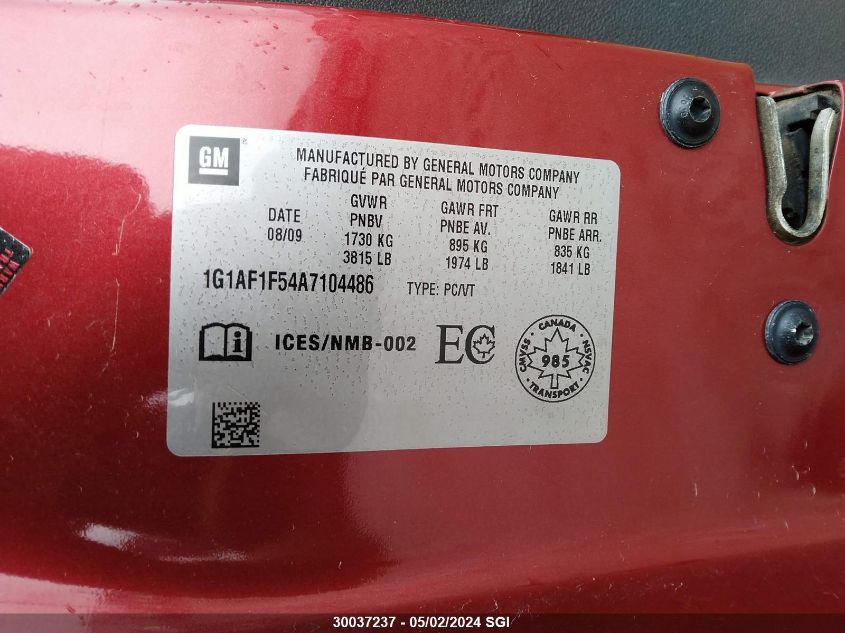 GM
MANUFACTURED BY GENERAL MOTORS COMPANY
FABRIQUÉ PAR GENERAL MOTORS COMPANY
DATE
08/09
GVWR
PNBV
1730 KG
3815 LB
GAWR FRT
PNBE AV.
895 KG
1974 LB
GAWR RR
PNBE ARR.
835 KG
1841 LB
1G1AF1F54A7104486 TYPE: PC/VT
i ICES/NMB-002 EC
CANADA
CMVSS
NSVAC
985
TRANSPORT
30037237 - 05/02/2024 SGI